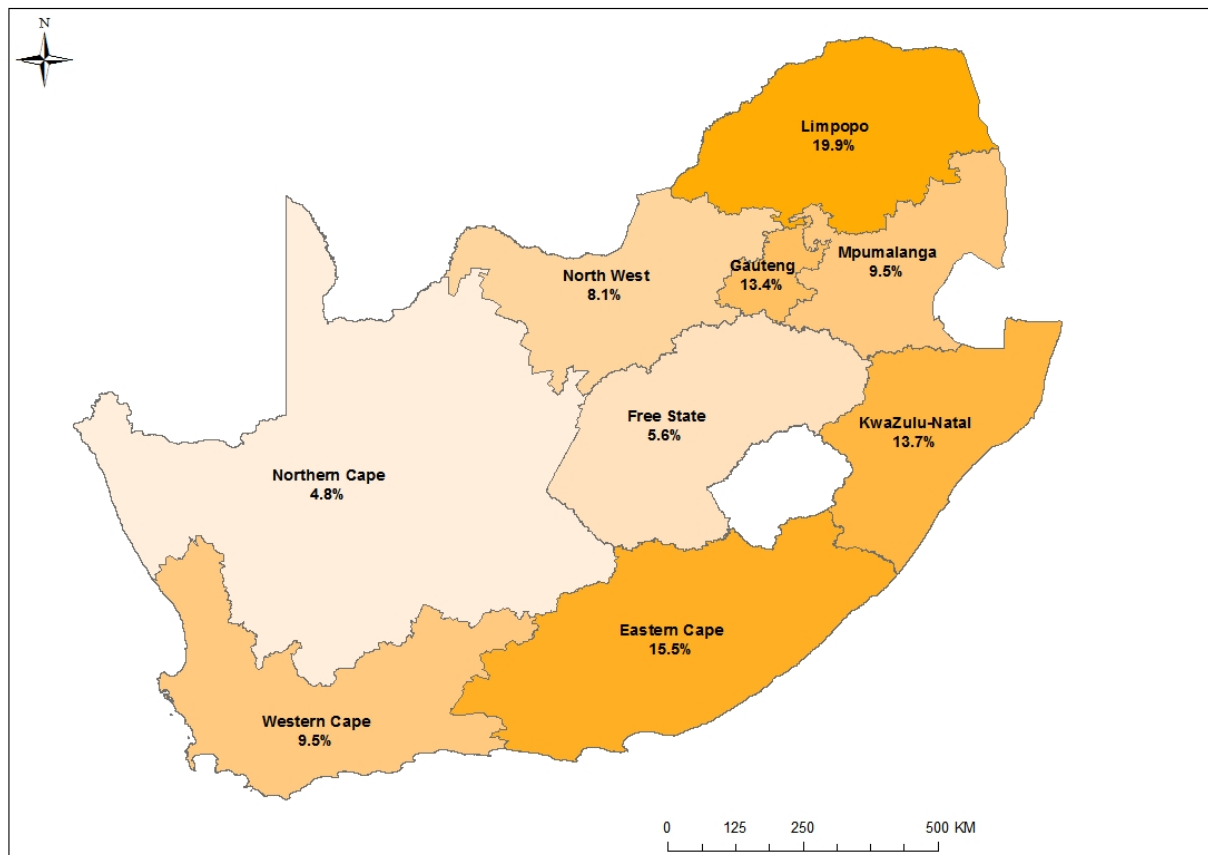 N
Limpopo
19.9%
Mpumalanga
9.5%
Gauteng
13.4%
North West
8.1%
Free State
5.6%
KwaZulu-Natal
13.7%
Northern Cape
4.8%
Eastern Cape
15.5%
Western Cape
9.5%
0 125 250 500 KM